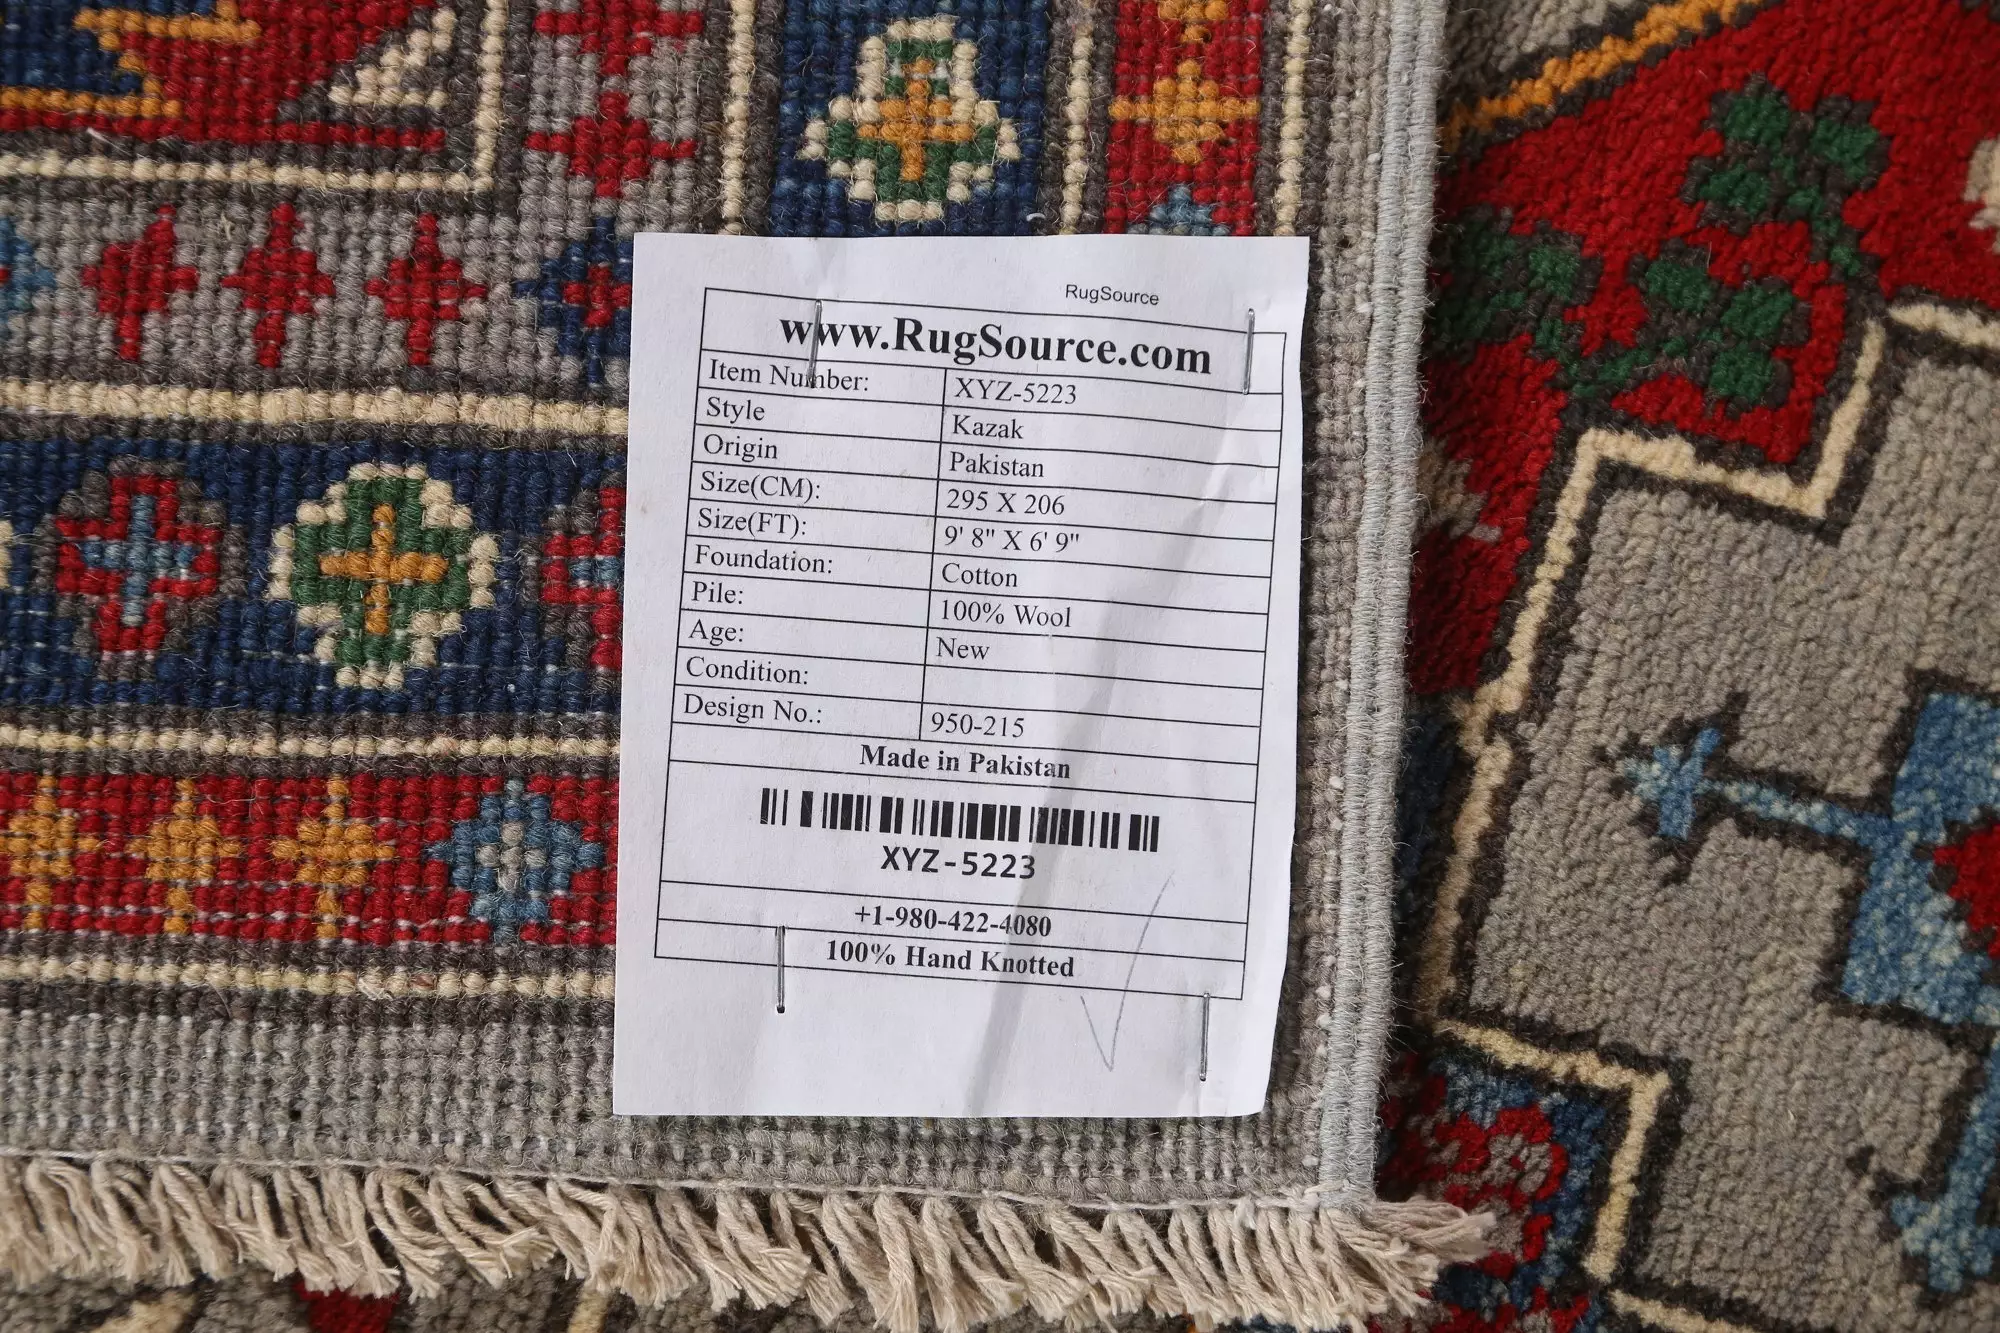 RugSource
www.RugSource.com
Item Number: XYZ-5223
Style Kazak
Origin Pakistan
Size(CM): 295 X 206
Size(FT): 9' 8" X 6' 9"
Foundation: Cotton
Pile: 100% Wool
Age: New
Condition:
Design No.: 950-215
Made in Pakistan
XYZ-5223
+1-980-422-4080
100% Hand Knotted